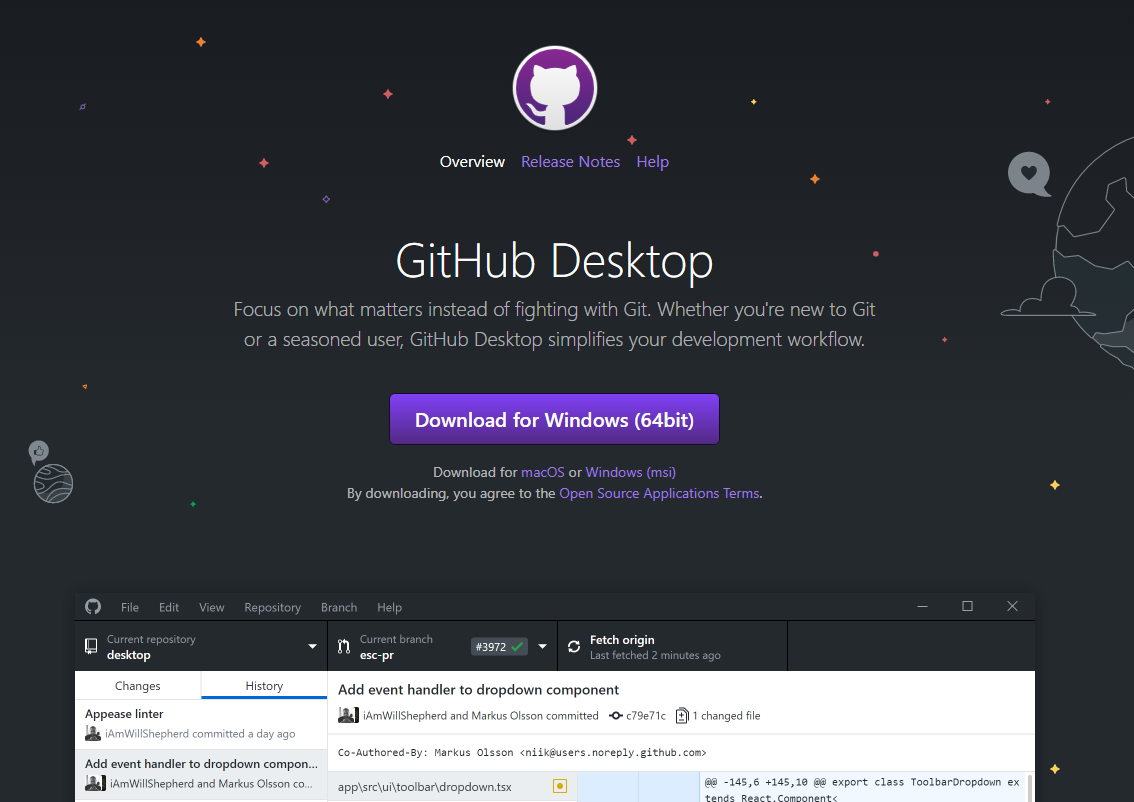 Overview Release Notes Help
GitHub Desktop
Focus on what matters instead of fighting with Git. Whether you're new to Git
or a seasoned user, GitHub Desktop simplifies your development workflow.
Download for Windows (64bit)
Download for macOS or Windows (msi)
By downloading, you agree to the Open Source Applications Terms.
File Edit View Repository Branch Help
Current repository
desktop
Current branch
esc-pr
#3972
Fetch origin
Last fetched 2 minutes ago
Changes History
Appease linter
iAmWillShepherd committed a day ago
Add event handler to dropdown compon...
iAmWillShepherd and Markus Olsson co...
Add event handler to dropdown component
iAmWillShepherd and Markus Olsson committed c79e71c 1 changed file
Co-Authored-By: Markus Olsson <niik@users.noreply.github.com>
app\src\ui\toolbar\dropdown.tsx
@@ -145,6 +145,10 @@ export class ToolbarDropdown ex
tends React.Component<